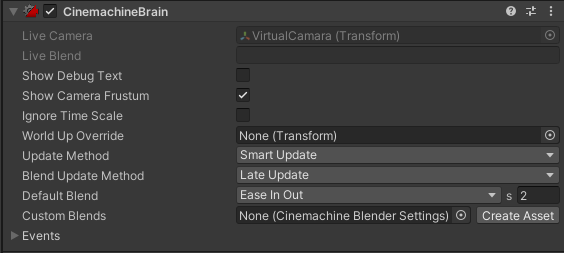 CinemachineBrain
Live Camera VirtualCamara (Transform)
Live Blend
Show Debug Text
Show Camera Frustum
Ignore Time Scale
World Up Override None (Transform)
Update Method Smart Update
Blend Update Method Late Update
Default Blend Ease In Out s 2
Custom Blends None (Cinemachine Blender Settings) Create Asset
Events